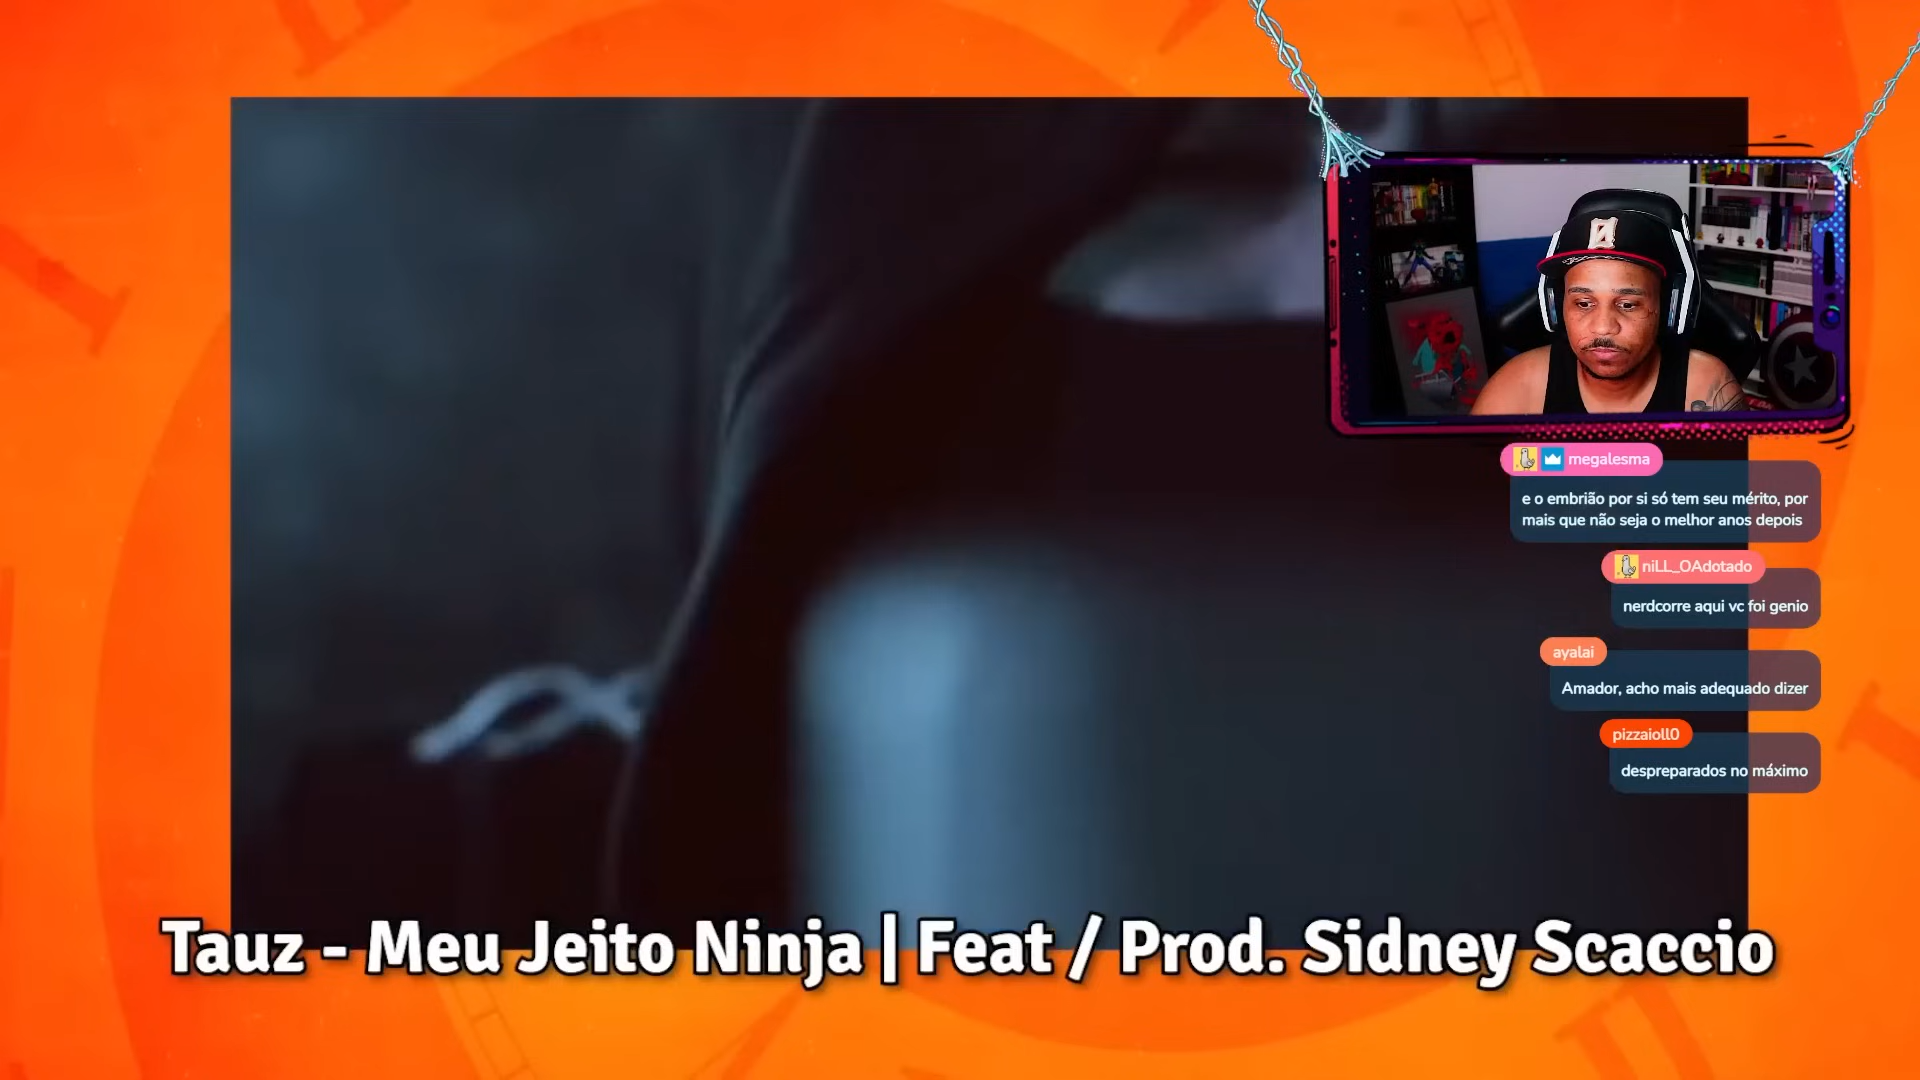 megalesma
e o embrião por si só tem seu mérito, por
mais que não seja o melhor anos depois
niLL_OAdotado
nerdcorre aqui vc foi genio
ayalai
Amador, acho mais adequado dizer
pizzaioll0
despreparados no máximo
Tauz - Meu Jeito Ninja | Feat / Prod. Sidney Scaccio